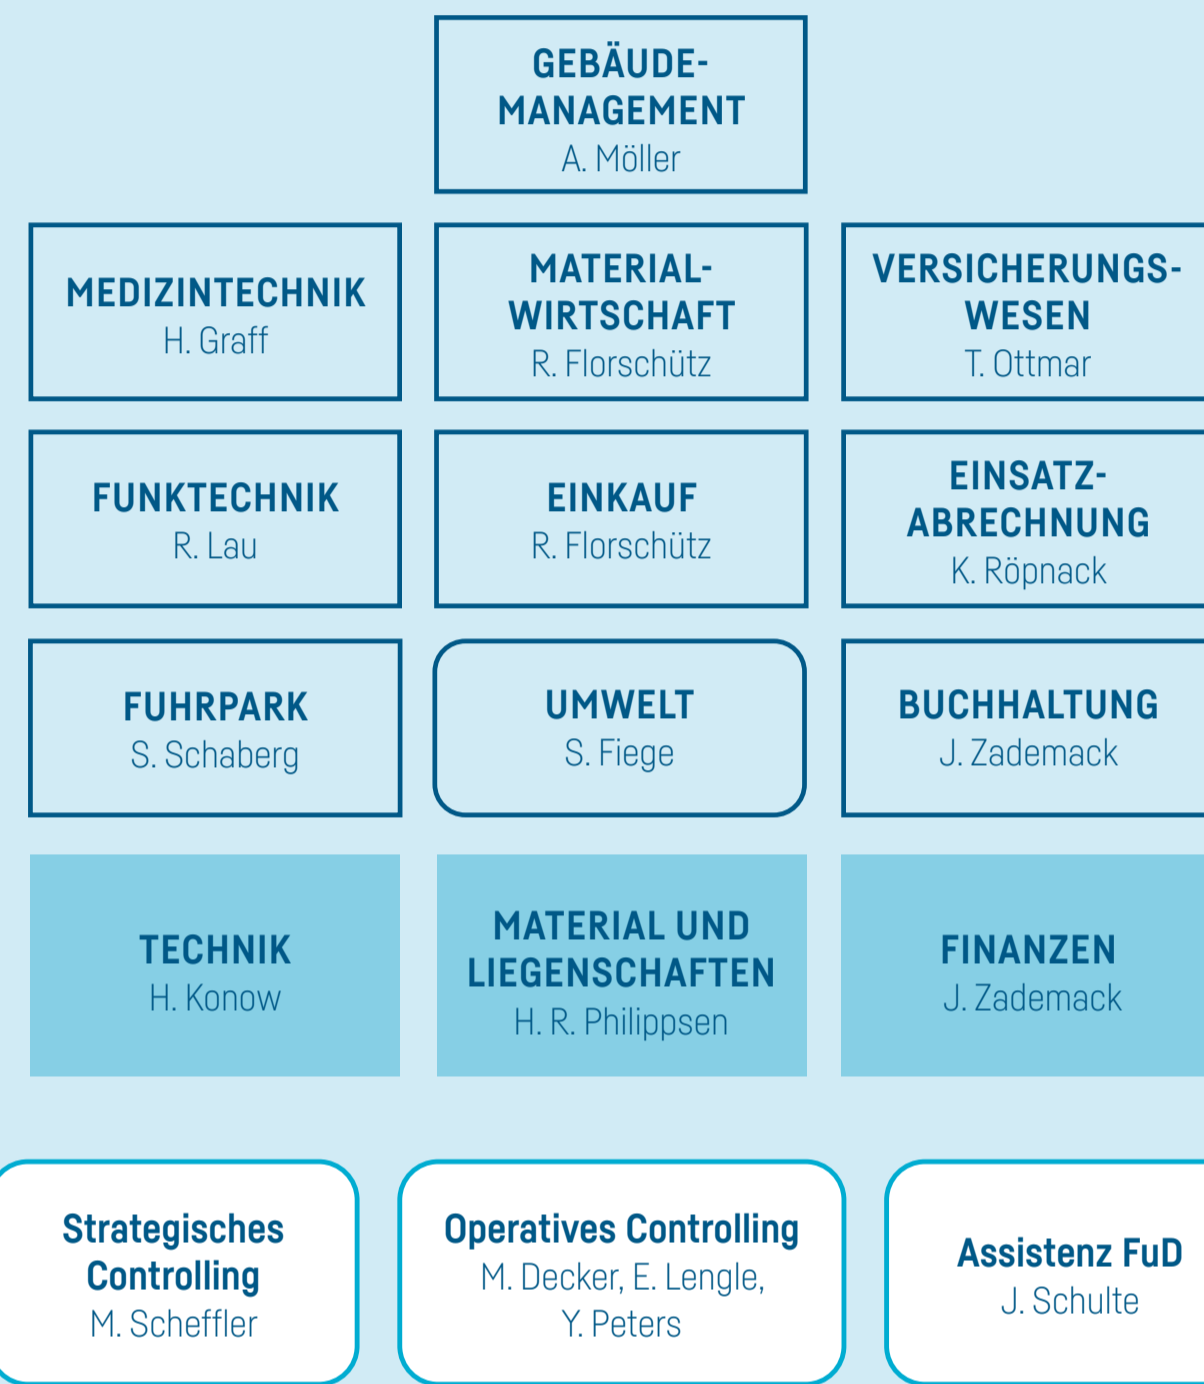 GEBÄUDE-
MANAGEMENT
A. Möller
MEDIZINTECHNIK
H. Graff
MATERIAL-
WIRTSCHAFT
R. Florschütz
VERSICHERUNGS-
WESEN
T. Ottmar
FUNKTECHNIK
R. Lau
EINKAUF
R. Florschütz
EINSATZ-
ABRECHNUNG
K. Röpnack
FUHRPARK
S. Schaberg
UMWELT
S. Fiege
BUCHHALTUNG
J. Zademack
TECHNIK
H. Konow
MATERIAL UND
LIEGENSCHAFTEN
H. R. Philippsen
FINANZEN
J. Zademack
Strategisches
Controlling
M. Scheffler
Operatives Controlling
M. Decker, E. Lengle,
Y. Peters
Assistenz FuD
J. Schulte